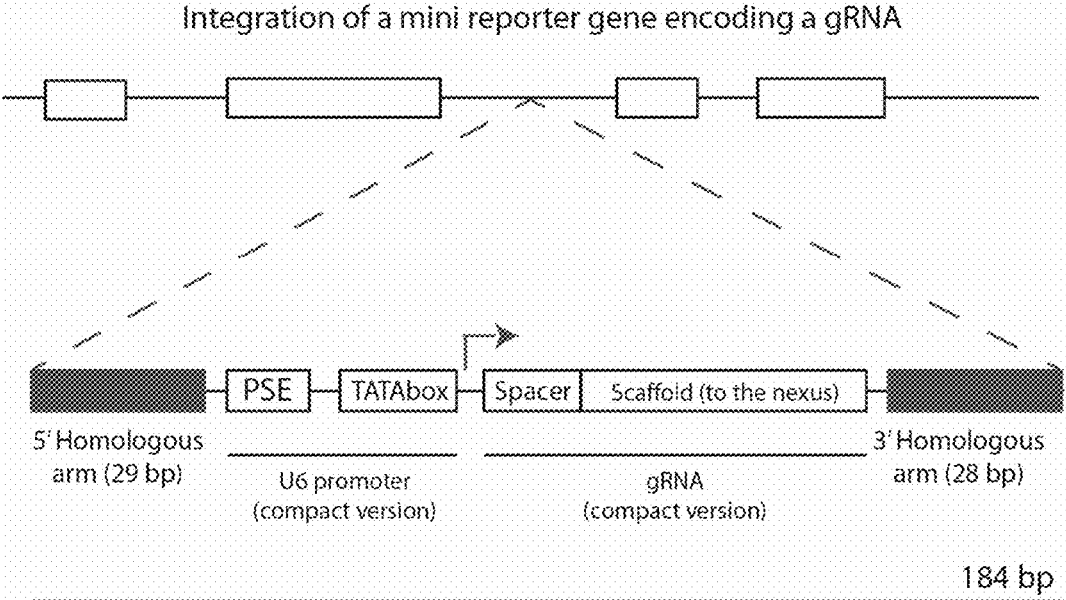 Integration of a mini reporter gene encoding a gRNA
PSE
TATAbox
Spacer
Scaffold (to the nexus)
5' Homologous
arm (29 bp)
U6 promoter
(compact version)
gRNA
(compact version)
3' Homologous
arm (28 bp)
184 bp